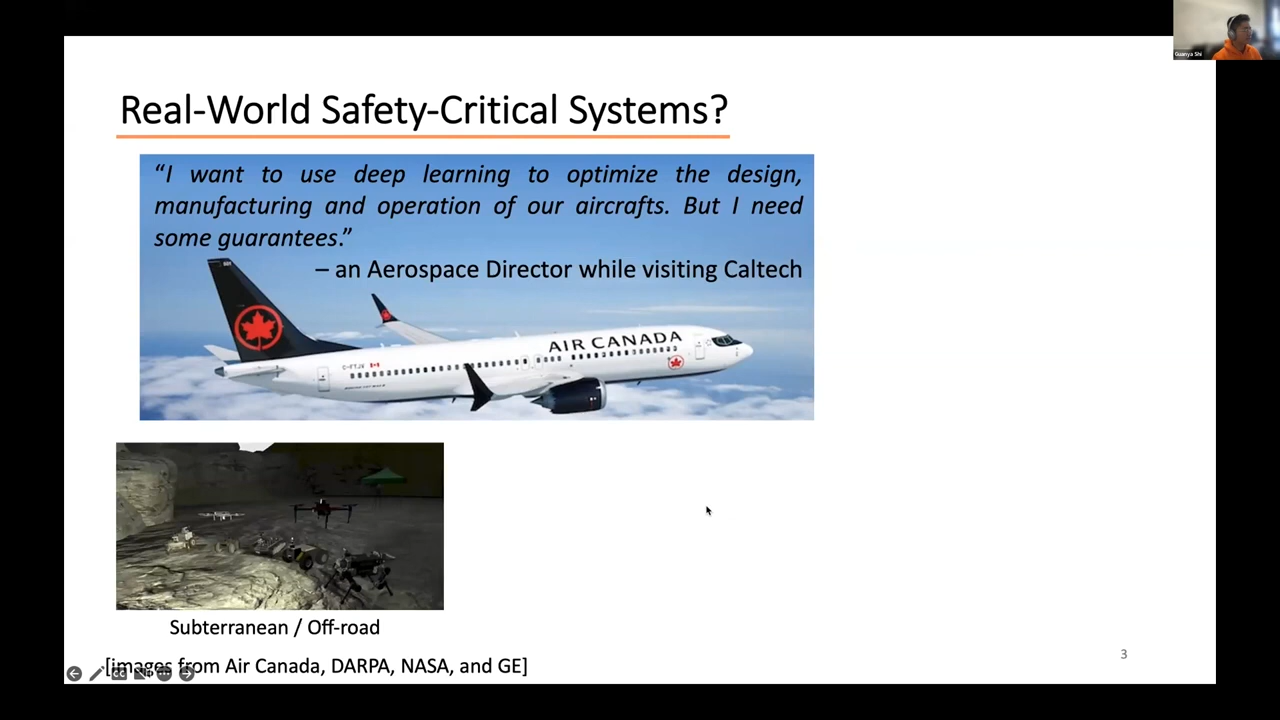 Guanya Shi
Real-World Safety-Critical Systems?
“I want to use deep learning to optimize the design,
manufacturing and operation of our aircrafts. But I need
some guarantees.”
– an Aerospace Director while visiting Caltech
AIR CANADA
Subterranean / Off-road
[images from Air Canada, DARPA, NASA, and GE]
3